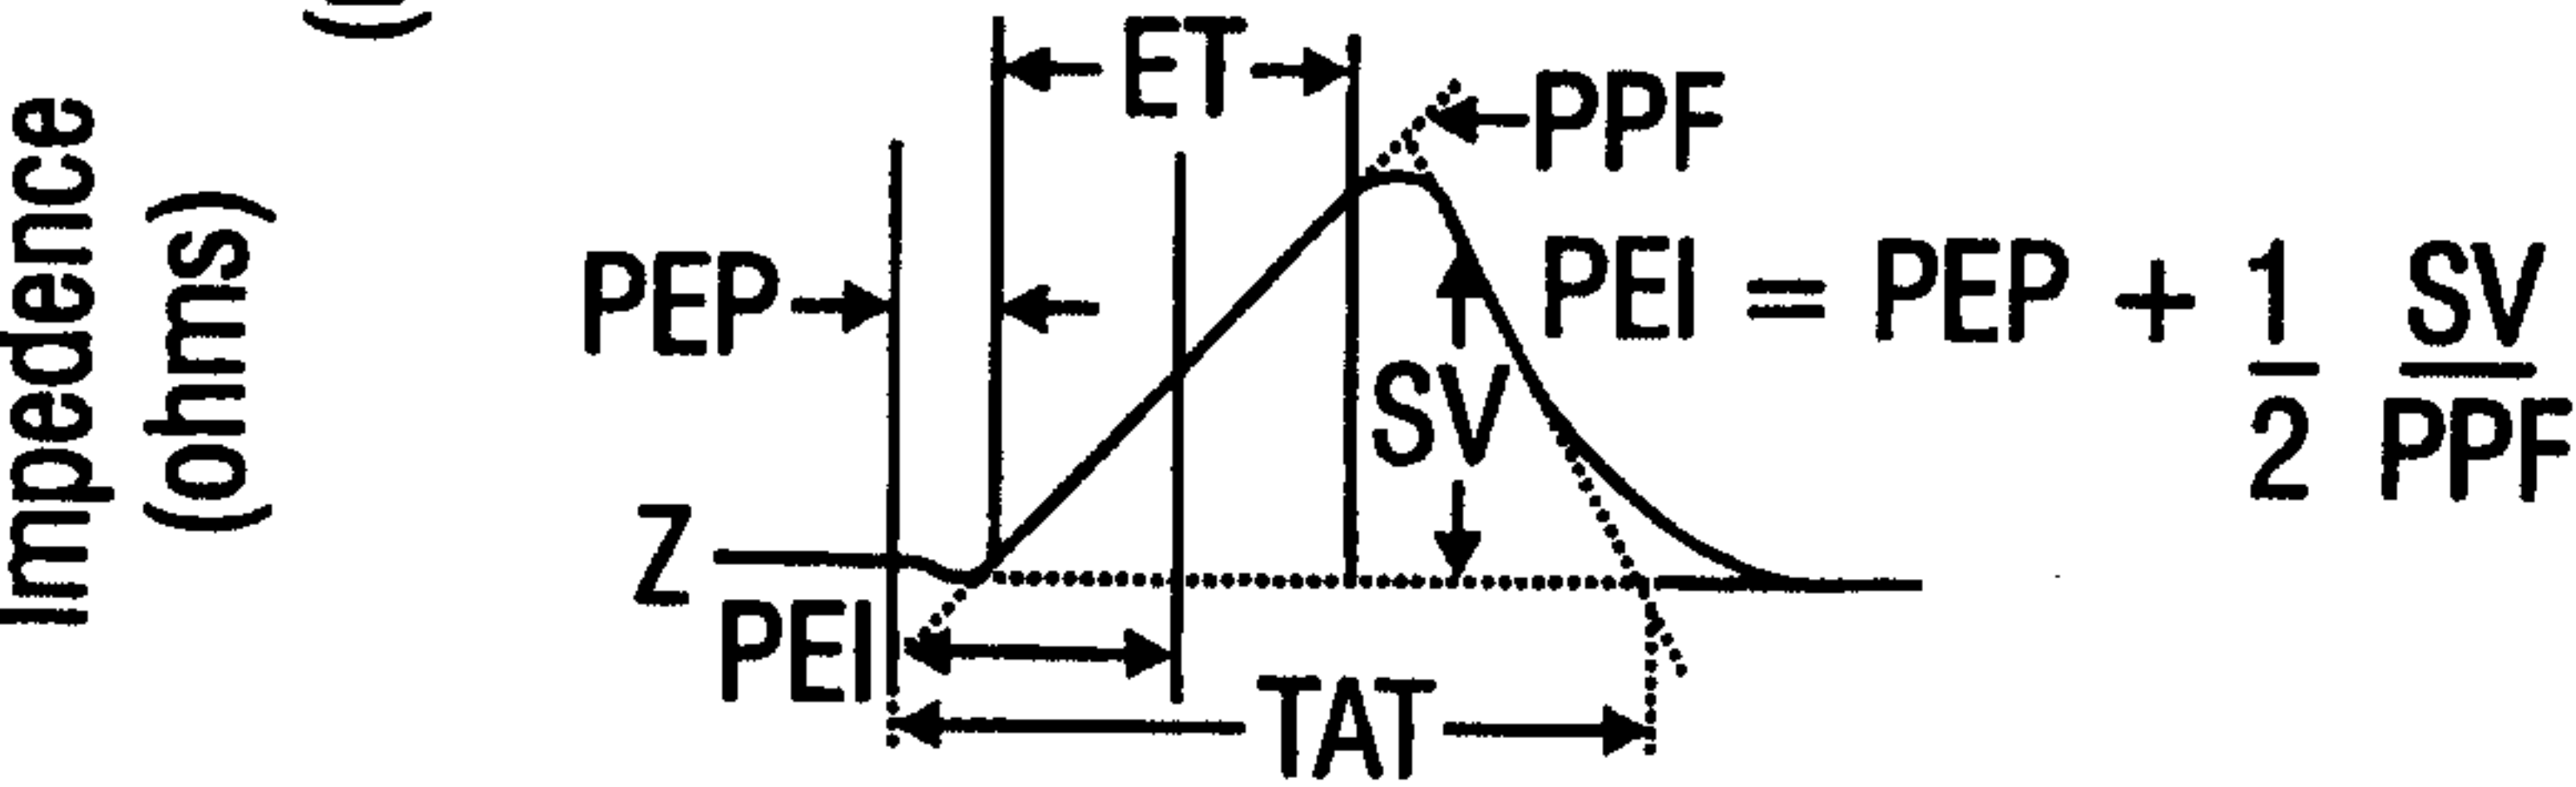 Impedence
(ohms)
ET
PPF
PEP
PEI = PEP + 1/2 SV/PPF
SV
Z
PEI
TAT